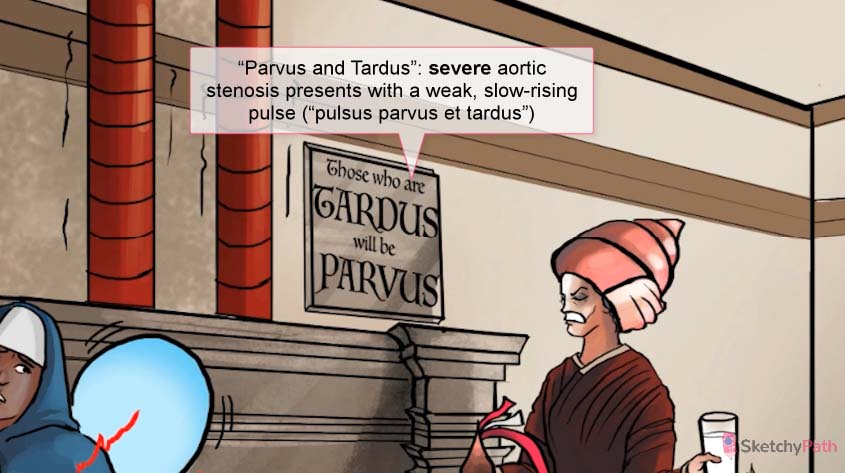 “Parvus and Tardus”: severe aortic
stenosis presents with a weak, slow-rising
pulse (“pulsus parvus et tardus”)
Those who are
TARDUS
will be
PARVUS
SketchyPath